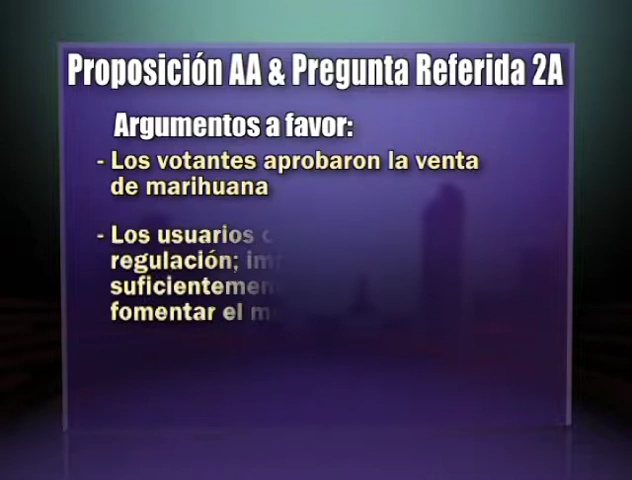 Proposición AA & Pregunta Referida 2A
Argumentos a favor:
- Los votantes aprobaron la venta
de marihuana
- Los usuarios
regulación;
fomentar el